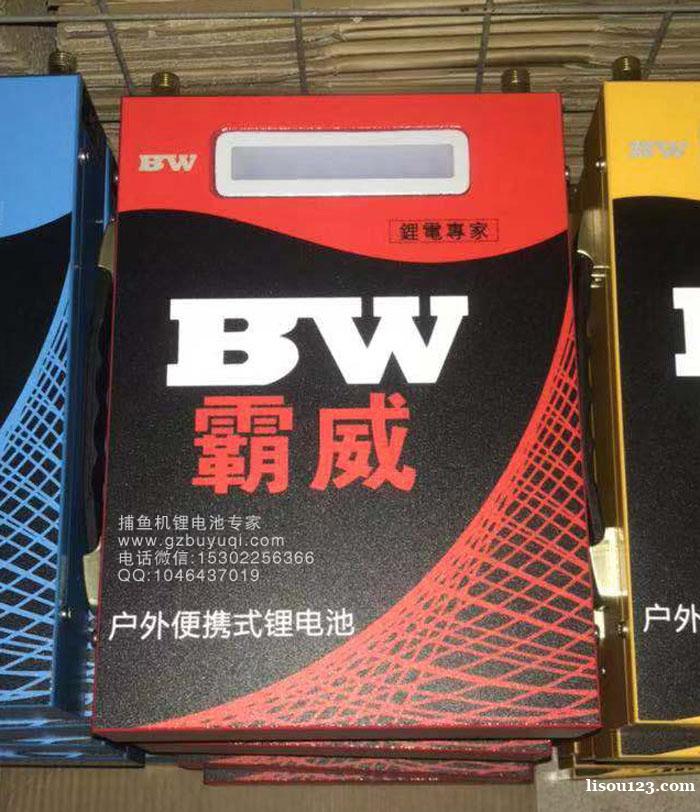 BW
BW
鋰電專家
BW
霸威
捕鱼机锂电池专家
www.gzbuyuqi.com
电话微信:15302256366
QQ:1046437019
户外便携式锂电池
户外
lisou123.com